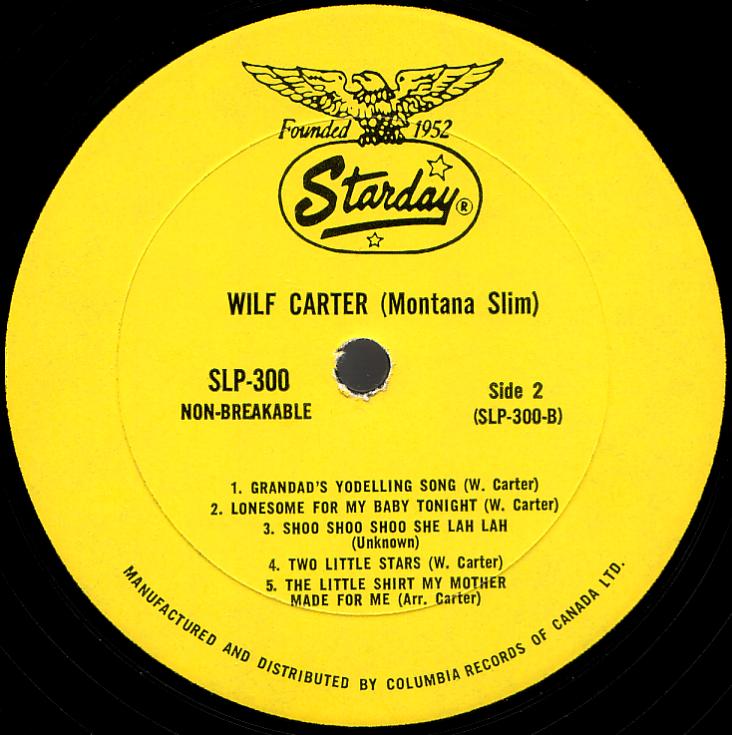 Founded 1952
Starday ®
WILF CARTER (Montana Slim)
SLP-300
NON-BREAKABLE
Side 2
(SLP-300-B)
1. GRANDAD'S YODELLING SONG (W. Carter)
2. LONESOME FOR MY BABY TONIGHT (W. Carter)
3. SHOO SHOO SHOO SHE LAH LAH
(Unknown)
4. TWO LITTLE STARS (W. Carter)
5. THE LITTLE SHIRT MY MOTHER
MADE FOR ME (Arr. Carter)
MANUFACTURED AND DISTRIBUTED BY COLUMBIA RECORDS OF CANADA LTD.